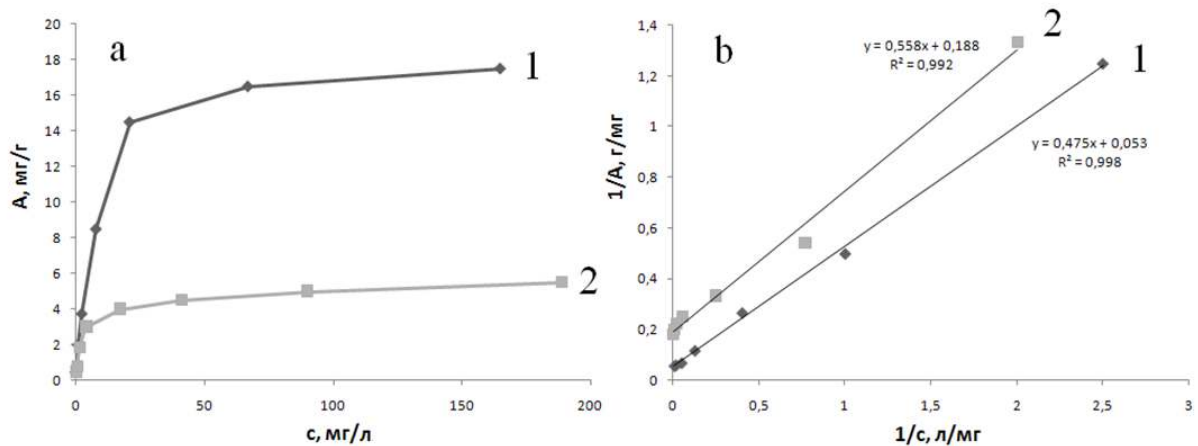 a
20
18
16
14
12
10
8
6
4
2
0
A, мг/г
0 50 100 150 200
c, мг/л
1
2
b
1,4
1,2
1
0,8
0,6
0,4
0,2
0
1/A, г/мг
0 0,5 1 1,5 2 2,5 3
1/c, л/мг
y = 0,558x + 0,188
R² = 0,992
2
1
y = 0,475x + 0,053
R² = 0,998